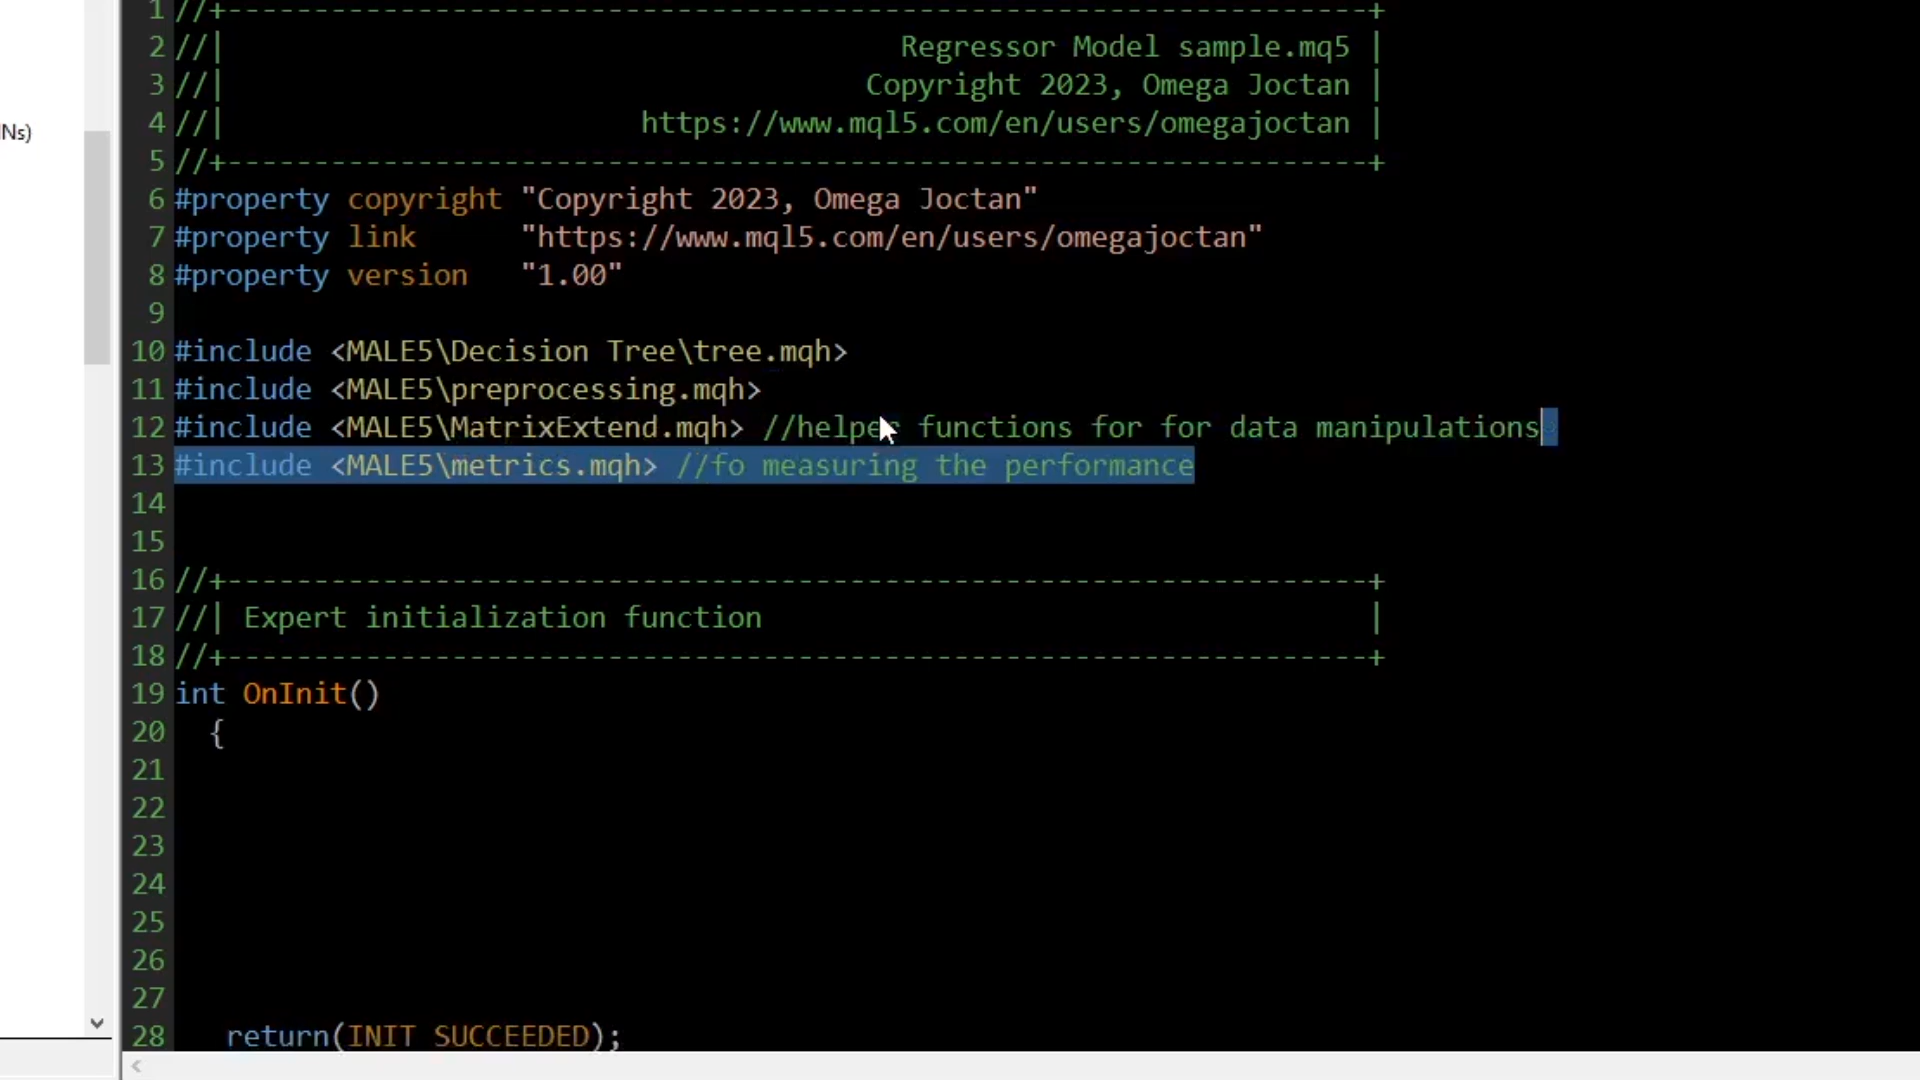 Ns)
1 //+------------------------------------------------------------------+
2 //| Regressor Model sample.mq5 |
3 //| Copyright 2023, Omega Joctan |
4 //| https://www.mql5.com/en/users/omegajoctan |
5 //+------------------------------------------------------------------+
6 #property copyright "Copyright 2023, Omega Joctan"
7 #property link "https://www.mql5.com/en/users/omegajoctan"
8 #property version "1.00"
9
10 #include <MALE5\Decision Tree\tree.mqh>
11 #include <MALE5\preprocessing.mqh>
12 #include <MALE5\MatrixExtend.mqh> //helper functions for for data manipulations
13 #include <MALE5\metrics.mqh> //fo measuring the performance
14
15
16 //+------------------------------------------------------------------+
17 //| Expert initialization function |
18 //+------------------------------------------------------------------+
19 int OnInit()
20 {
21
22
23
24
25
26
27
28 return(INIT_SUCCEEDED);